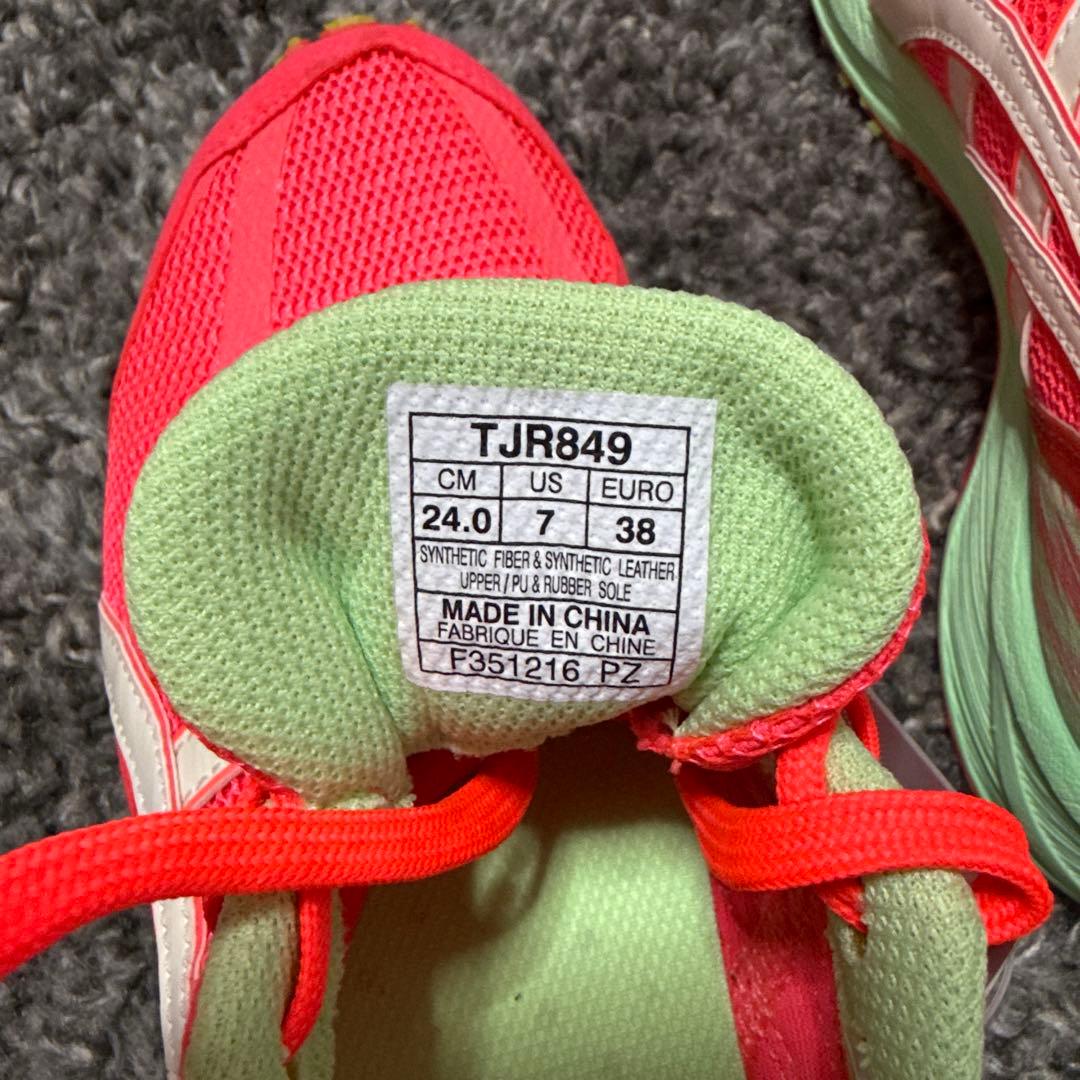 TJR849
CM US EURO
24.0 7 38
SYNTHETIC FIBER & SYNTHETIC LEATHER
UPPER / PU & RUBBER SOLE
MADE IN CHINA
FABRIQUE EN CHINE
F351216 PZ